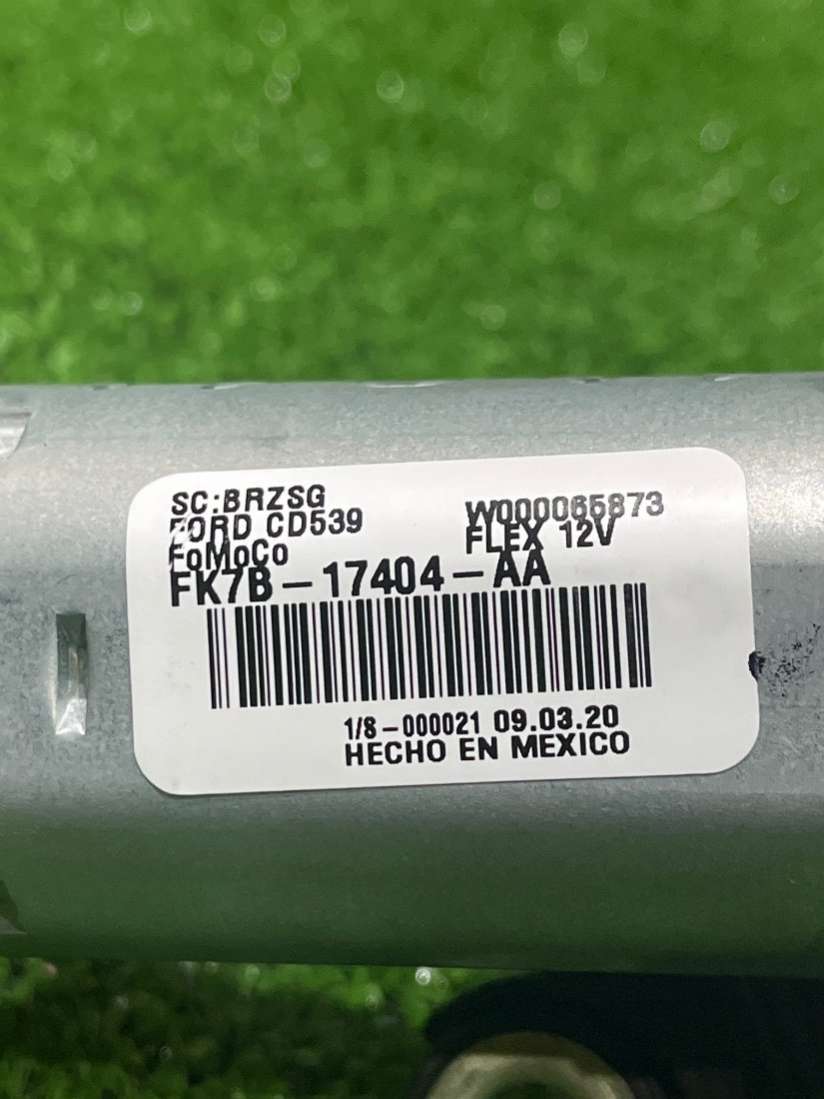 SC:BRZSG
FORD CD539
W000065873
FoMoCo
FLEX 12V
FK7B-17404-AA
1/8-000021 09.03.20
HECHO EN MEXICO